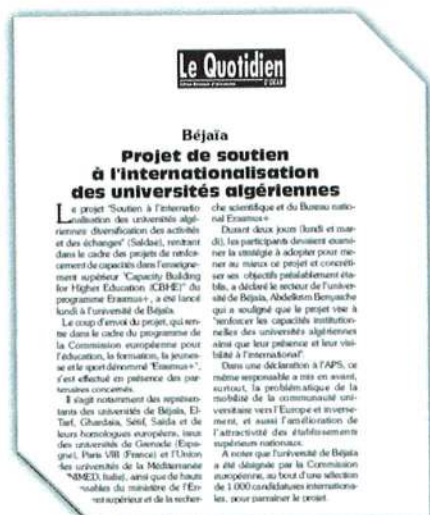 Le Quotidien
D'ORAN
Béjaïa
Projet de soutien
à l'internationalisation
des universités algériennes
Le projet "Soutien à l'internatio-
nalisation des universités algé-
riennes diversification des activités
et des échanges" (Saldae), rentrant
dans le cadre des projets de renfor-
cement de capacités dans l'enseigne-
ment supérieur "Capacity Building
for Higher Education (CBHE)" du
programme Erasmus+, a été lancé
lundi à l'université de Béjaïa.
Le coup d'envoi du projet, qui ren-
tre dans le cadre du programme de
la Commission européenne pour
l'éducation, la formation, la jeunes-
se et le sport dénommé "Erasmus+",
s'est effectué en présence des par-
tenaires concernés.
Il s'agit notamment des représen-
tants des universités de Béjaïa, El-
Tarf, Ghardaia, Sétif, Saida et de
leurs homologues européens, issus
des universités de Grenade (Espa-
gne), Paris VIII (France) et l'Union
des universités de la Méditerranée
NIMED, Italie), ainsi que de hauts
sables du ministère de l'En-
nt supérieur et de la recher-
che scientifique et du Bureau natio-
nal Erasmus+
Durant deux jours (lundi et mar-
di), les participants devaient exami-
ner la stratégie à adopter pour me-
ner au mieux ce projet et concréti-
ser ses objectifs préalablement éta-
blis, a déclaré le recteur de l'univer-
sité de Béjaïa, Abdelkrim Beniaiche
qui a souligné que le projet vise à
"renforcer les capacités institution-
nelles des universités algériennes
ainsi que leur présence et leur visi-
bilité à l'international".
Dans une déclaration à l'APS, ce
même responsable a mis en avant,
surtout, la problématique de la
mobilité de la communauté uni-
versitaire vers l'Europe et inverse-
ment, et aussi l'amélioration de
l'attractivité des établissements
supérieurs nationaux.
A noter que l'université de Béjaïa
a été désignée par la Commission
européenne, au bout d'une sélection
de 1.000 candidatures internationa-
les, pour parrainer le projet.